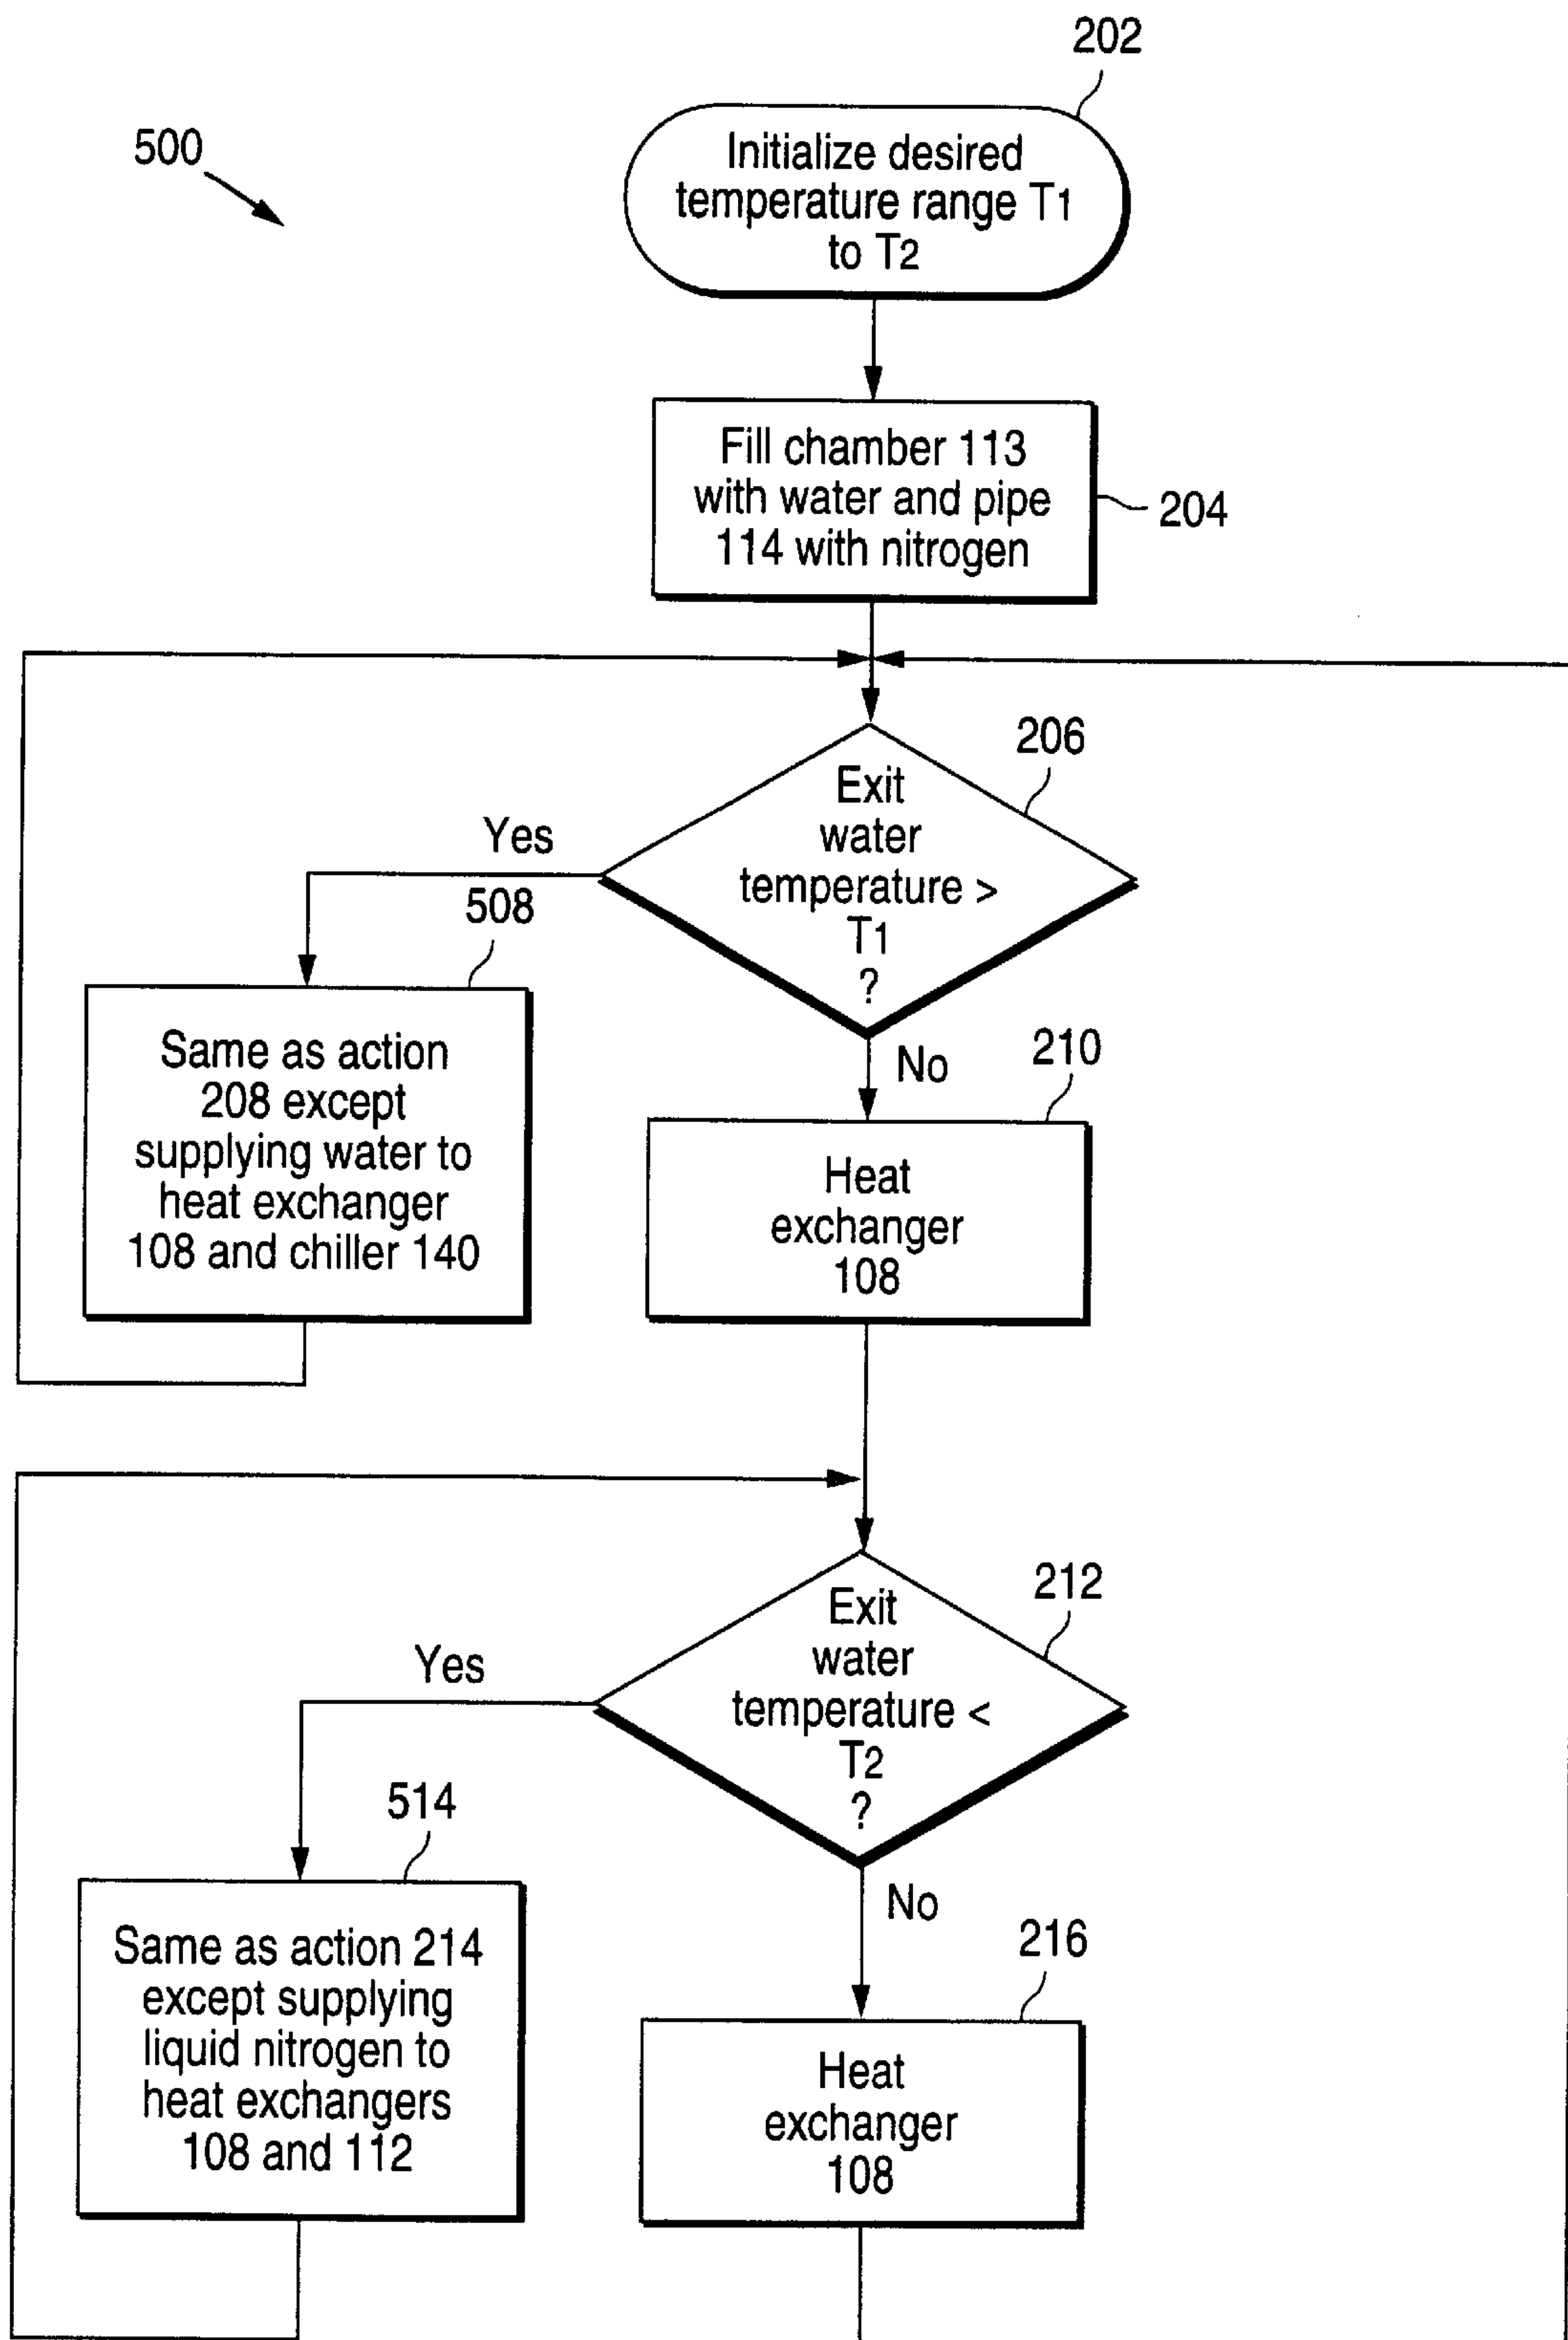 202
500
Initialize desired
temperature range T1
to T2
Fill chamber 113
with water and pipe
114 with nitrogen
204
206
Exit
water
temperature >
T1
?
Yes
508
Same as action
208 except
supplying water to
heat exchanger
108 and chiller 140
No
210
Heat
exchanger
108
212
Exit
water
temperature <
T2
?
Yes
514
Same as action 214
except supplying
liquid nitrogen to
heat exchangers
108 and 112
No
216
Heat
exchanger
108